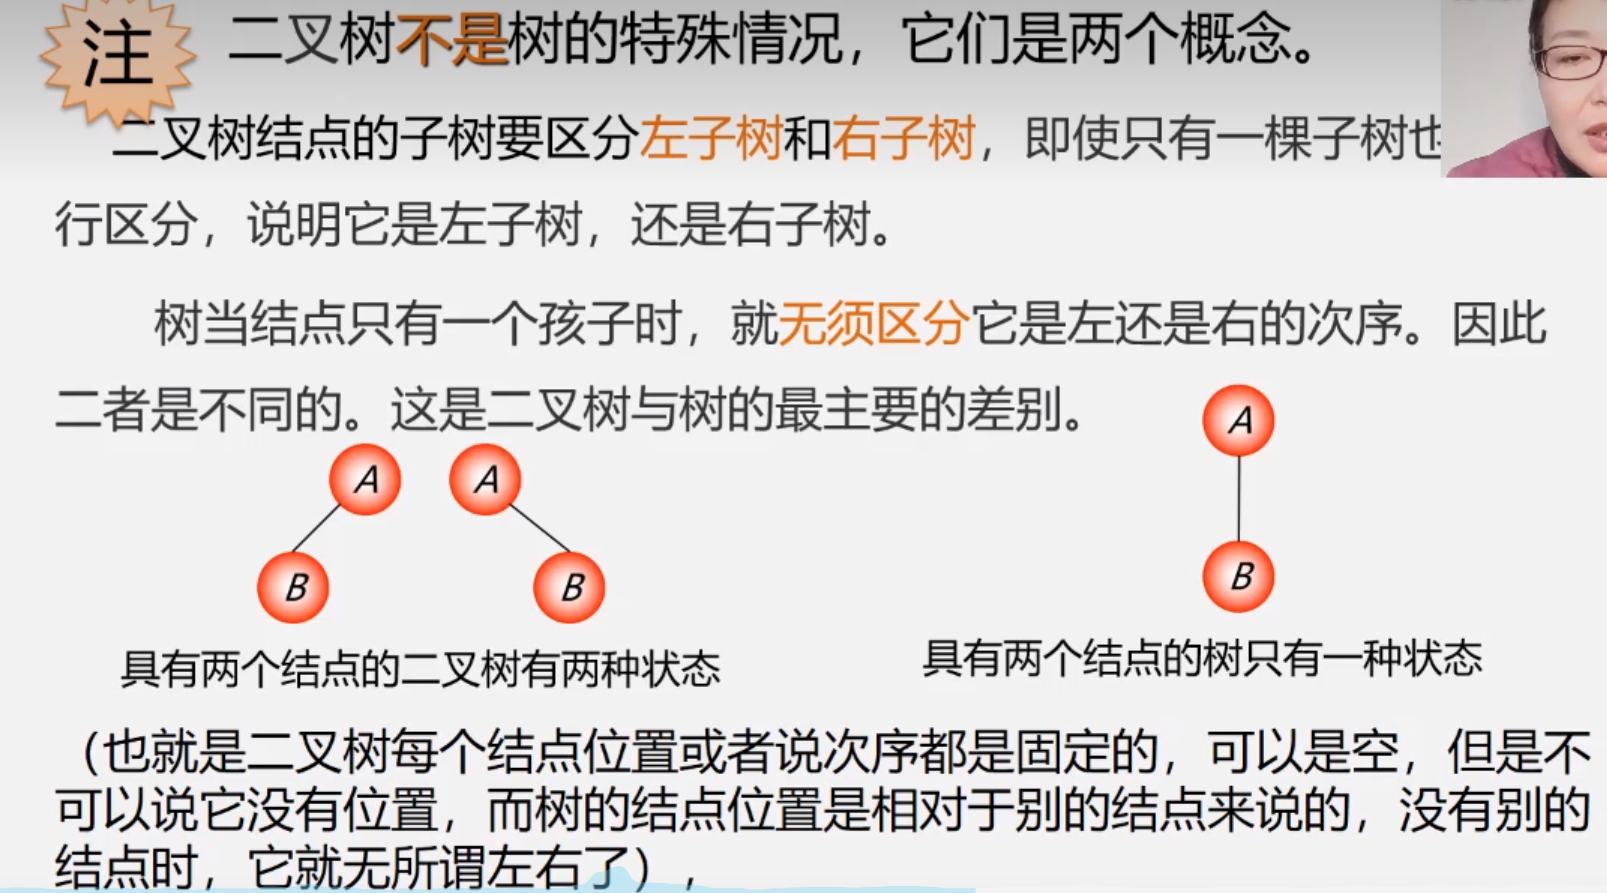 注
二叉树不是树的特殊情况，它们是两个概念。
二叉树结点的子树要区分左子树和右子树，即使只有一棵子树也
行区分，说明它是左子树，还是右子树。
树当结点只有一个孩子时，就无须区分它是左还是右的次序。因此
二者是不同的。这是二叉树与树的最主要的差别。
A
A
A
B
B
B
具有两个结点的二叉树有两种状态
具有两个结点的树只有一种状态
（也就是二叉树每个结点位置或者说次序都是固定的，可以是空，但是不
可以说它没有位置，而树的结点位置是相对于别的结点来说的，没有别的
结点时，它就无所谓左右了），